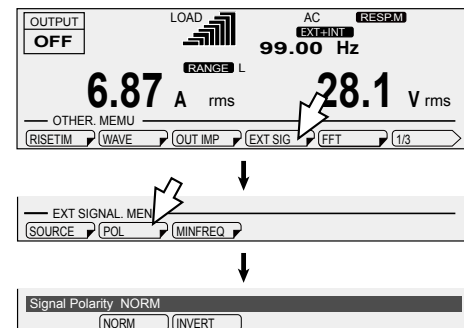 OUTPUT LOAD AC RESP.M
OFF EXT+INT
99.00 Hz
RANGE L
6.87 A rms 28.1 V rms
OTHER. MEMU
RISETIM WAVE OUT IMP EXT SIG FFT 1/3
EXT SIGNAL. MEN
SOURCE POL MINFREQ
Signal Polarity NORM
NORM INVERT